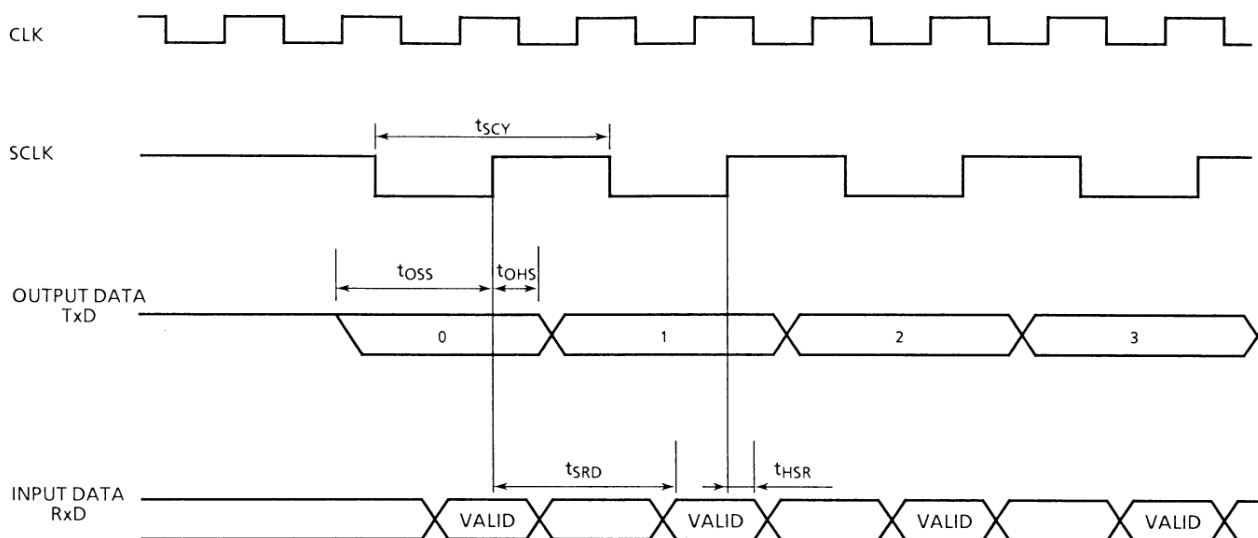 CLK
tSCY
SCLK
tOSS
tOHS
OUTPUT DATA
TxD
0
1
2
3
tSRD
tHSR
INPUT DATA
RxD
VALID
VALID
VALID
VALID